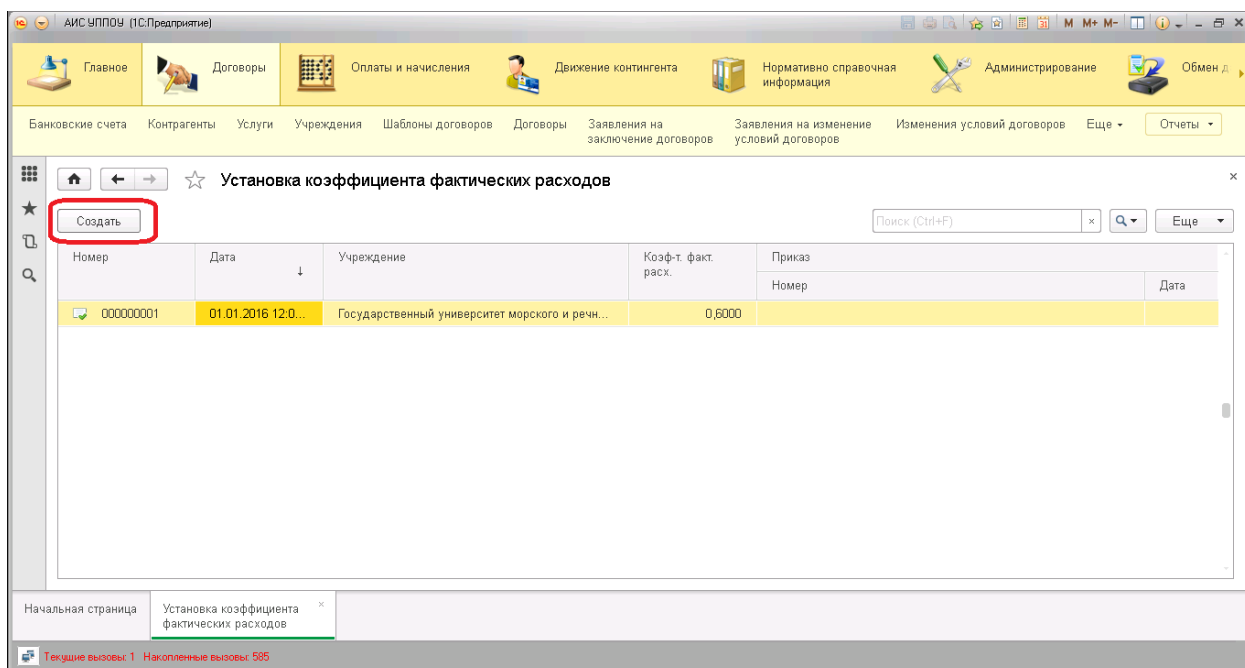 АИС УППОУ (1С:Предприятие)
M M+ M-
Главное
Договоры
Оплаты и начисления
Движение контингента
Нормативно справочная
информация
Администрирование
Обмен д
Банковские счета Контрагенты Услуги Учреждения Шаблоны договоров Договоры
Заявления на
заключение договоров
Заявления на изменение
условий договоров
Изменения условий договоров Еще Отчеты
Установка коэффициента фактических расходов
Создать
Поиск (Ctrl+F)
× Еще
Номер Дата ↓ Учреждение
Коэф-т. факт.
расх.
Приказ
Номер Дата
000000001 01.01.2016 12:0... Государственный университет морского и речн... 0,6000
Начальная страница
Установка коэффициента
фактических расходов
Текущие вызовы: 1 Накопленные вызовы: 585